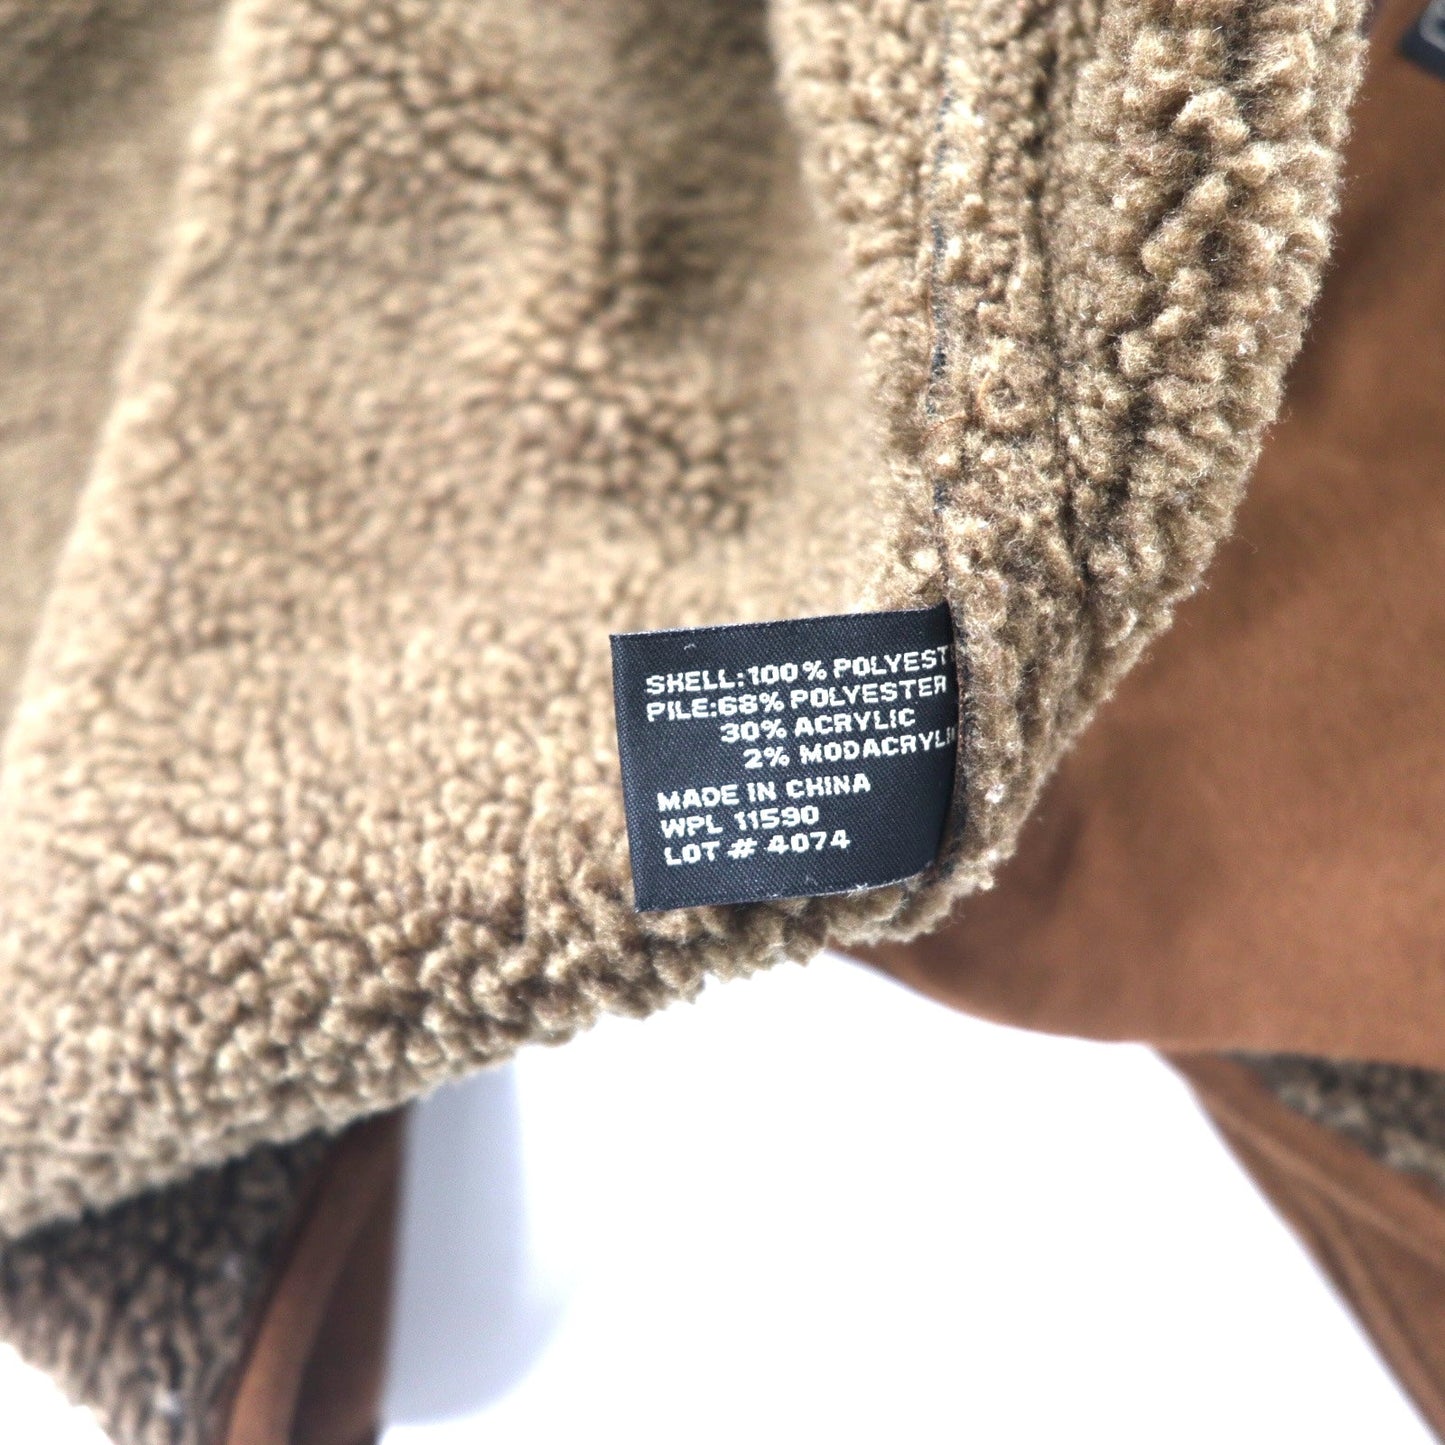 SHELL:100% POLYEST
PILE:68% POLYESTER
30% ACRYLIC
2% MODACRYLI
MADE IN CHINA
WPL 11590
LOT # 4074